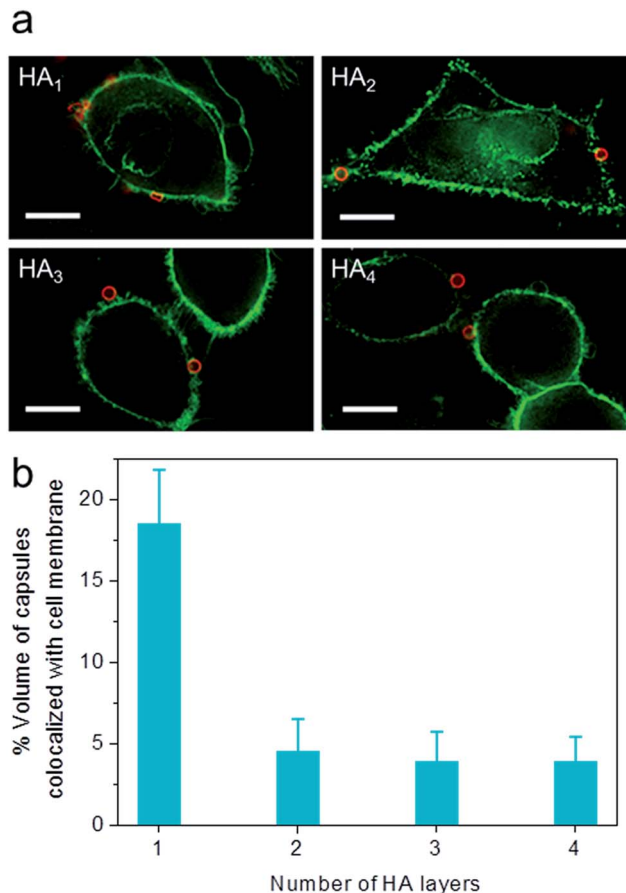 a
HA₁
HA₂
HA₃
HA₄
b
% Volume of capsules
colocalized with cell membrane
20
15
10
5
0
1 2 3 4
Number of HA layers